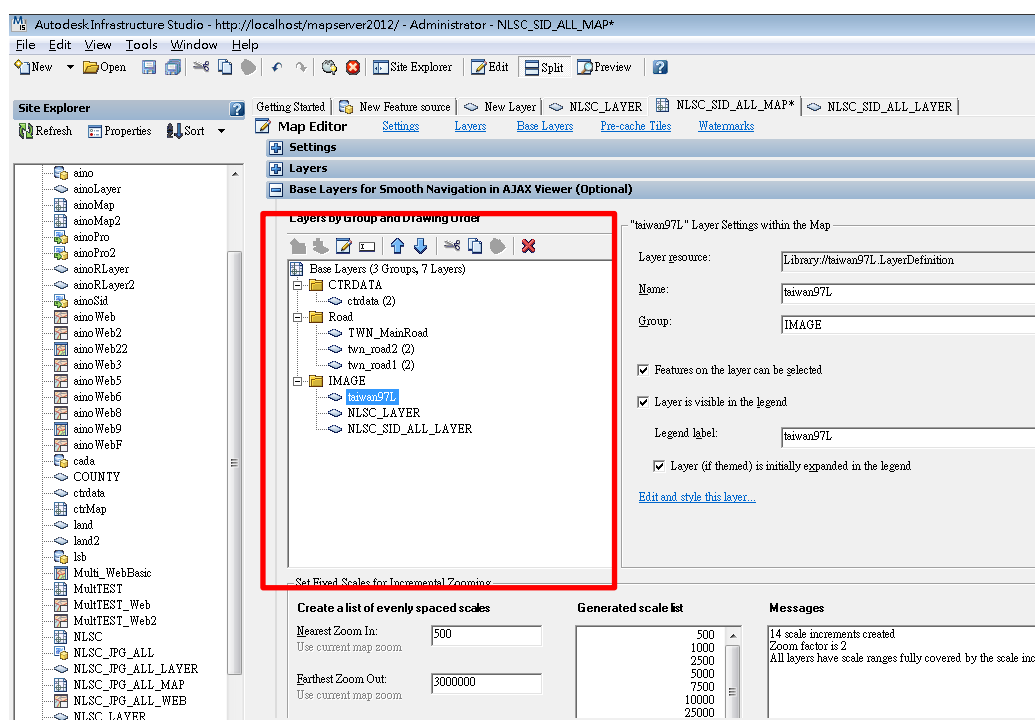 Autodesk Infrastructure Studio - http://localhost/mapserver2012/ - Administrator - NLSC_SID_ALL_MAP*
File Edit View Tools Window Help
New Open Site Explorer Edit Split Preview
Site Explorer
Refresh Properties Sort
aino
ainoLayer
ainoMap
ainoMap2
ainoPro
ainoPro2
ainoRLayer
ainoRLayer2
ainoSid
ainoWeb
ainoWeb2
ainoWeb22
ainoWeb3
ainoWeb5
ainoWeb6
ainoWeb8
ainoWeb9
ainoWebF
cada
COUNTY
ctrdata
ctrMap
land
land2
lsb
Multi_WebBasic
MultTEST
MultTEST_Web
MultTEST_Web2
NLSC
NLSC_JPG_ALL
NLSC_JPG_ALL_LAYER
NLSC_JPG_ALL_MAP
NLSC_JPG_ALL_WEB
NLSC_LAYER
Getting Started New Feature source New Layer NLSC_LAYER NLSC_SID_ALL_MAP* NLSC_SID_ALL_LAYER
Map Editor Settings Layers Base Layers Pre-cache Tiles Watermarks
Settings
Layers
Base Layers for Smooth Navigation in AJAX Viewer (Optional)
Layers by Group and Drawing Order
Base Layers (3 Groups, 7 Layers)
CTRDATA
ctrdata (2)
Road
TWN_MainRoad
twn_road2 (2)
twn_road1 (2)
IMAGE
taiwan97L
NLSC_LAYER
NLSC_SID_ALL_LAYER
"taiwan97L" Layer Settings within the Map
Layer resource: Library://taiwan97L.LayerDefinition
Name: taiwan97L
Group: IMAGE
Features on the layer can be selected
Layer is visible in the legend
Legend label: taiwan97L
Layer (if themed) is initially expanded in the legend
Edit and style this layer...
Set Fixed Scales for Incremental Zooming
Create a list of evenly spaced scales
Nearest Zoom In: 500
Use current map zoom
Farthest Zoom Out: 3000000
Use current map zoom
Generated scale list
500
1000
2500
5000
7500
10000
25000
Messages
14 scale increments created
Zoom factor is 2
All layers have scale ranges fully covered by the scale inc